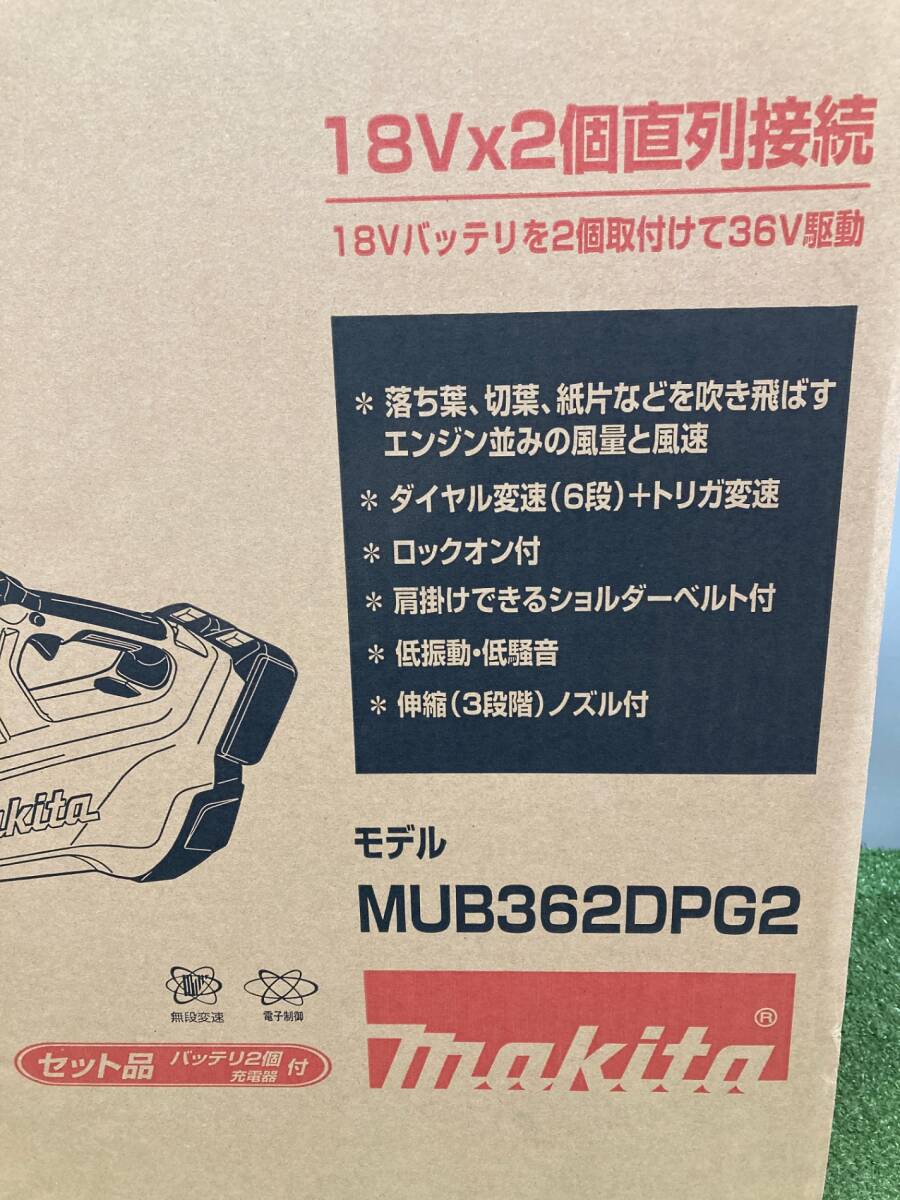 18Vx2個直列接続
18Vバッテリを2個取付けて36V駆動
* 落ち葉、切葉、紙片などを吹き飛ばす
エンジン並みの風量と風速
* ダイヤル変速(6段)+トリガ変速
* ロックオン付
* 肩掛けできるショルダーベルト付
* 低振動・低騒音
* 伸縮(3段階)ノズル付
akita
モデル
MUB362DPG2
無段変速
電子制御
セット品 バッテリ2個 充電器 付
makita®